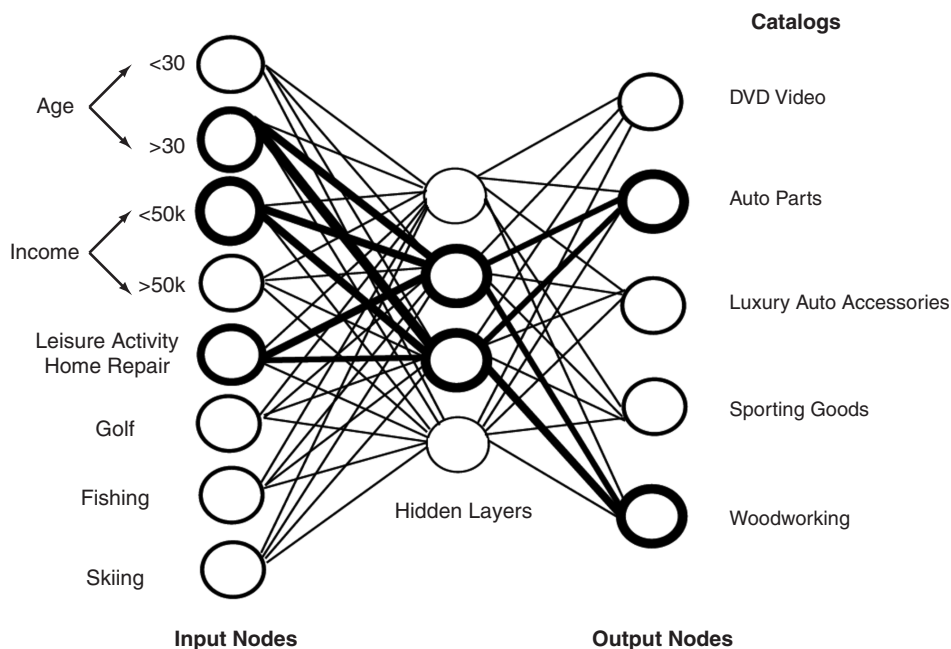 Catalogs
<30
Age
>30
<50k
Income
>50k
Leisure Activity
Home Repair
Golf
Fishing
Skiing
Input Nodes
Hidden Layers
DVD Video
Auto Parts
Luxury Auto Accessories
Sporting Goods
Woodworking
Output Nodes